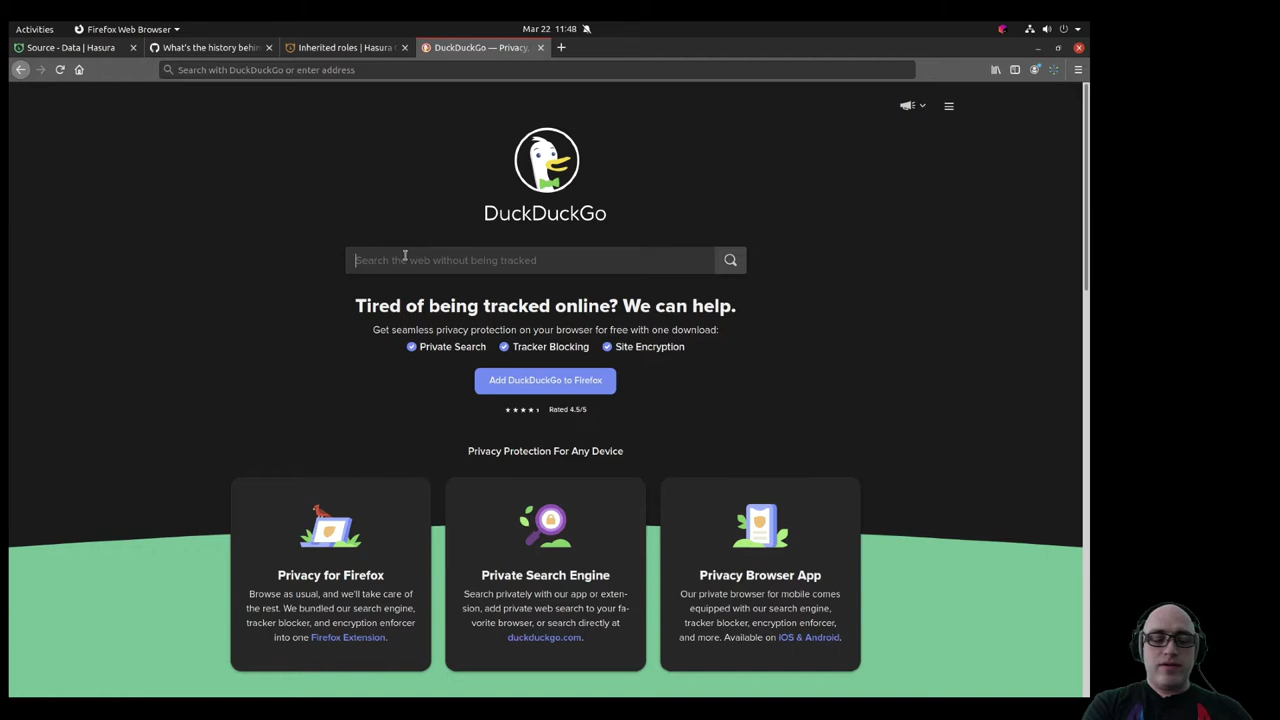 Activities
Firefox Web Browser
Mar 22 11:48
Source - Data | Hasura
What's the history behind
Inherited roles | Hasura
DuckDuckGo — Privacy,
Search with DuckDuckGo or enter address
DuckDuckGo
Search the web without being tracked
Tired of being tracked online? We can help.
Get seamless privacy protection on your browser for free with one download:
Private Search
Tracker Blocking
Site Encryption
Add DuckDuckGo to Firefox
Rated 4.5/5
Privacy Protection For Any Device
Privacy for Firefox
Browse as usual, and we'll take care of
the rest. We bundled our search engine,
tracker blocker, and encryption enforcer
into one Firefox Extension.
Private Search Engine
Search privately with our app or exten-
sion, add private web search to your fa-
vorite browser, or search directly at
duckduckgo.com.
Privacy Browser App
Our private browser for mobile comes
equipped with our search engine,
tracker blocker, encryption enforcer,
and more. Available on iOS & Android.